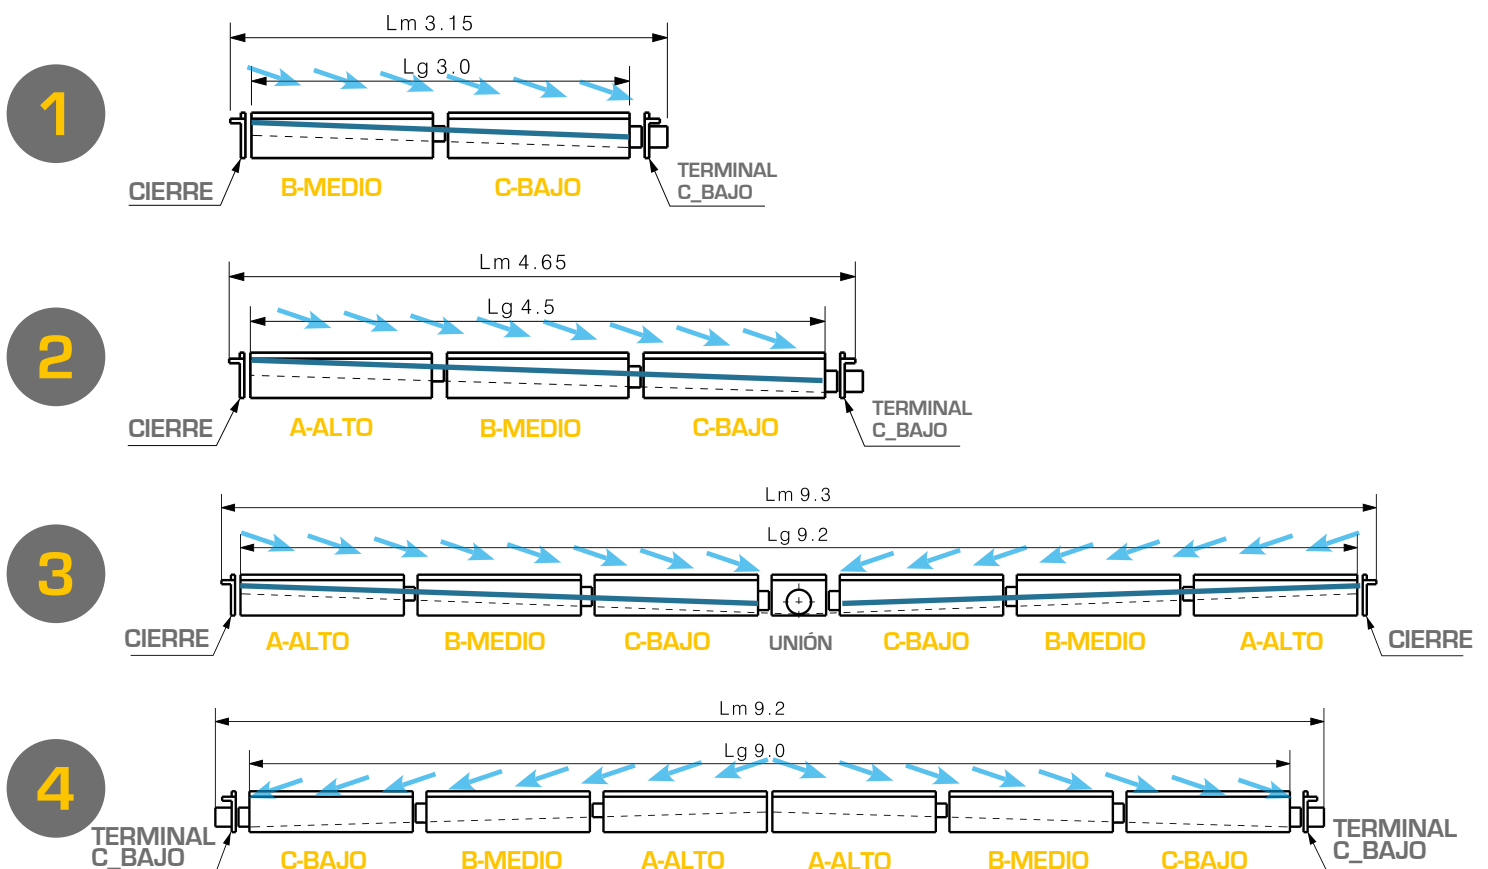 Lm 3.15
Lg 3.0
1
CIERRE
B-MEDIO
C-BAJO
TERMINAL
C_BAJO
Lm 4.65
Lg 4.5
2
CIERRE
A-ALTO
B-MEDIO
C-BAJO
TERMINAL
C_BAJO
Lm 9.3
Lg 9.2
3
CIERRE
A-ALTO
B-MEDIO
C-BAJO
UNIÓN
C-BAJO
B-MEDIO
A-ALTO
CIERRE
Lm 9.2
Lg 9.0
4
TERMINAL
C_BAJO
C-BAJO
B-MEDIO
A-ALTO
A-ALTO
B-MEDIO
C-BAJO
TERMINAL
C_BAJO